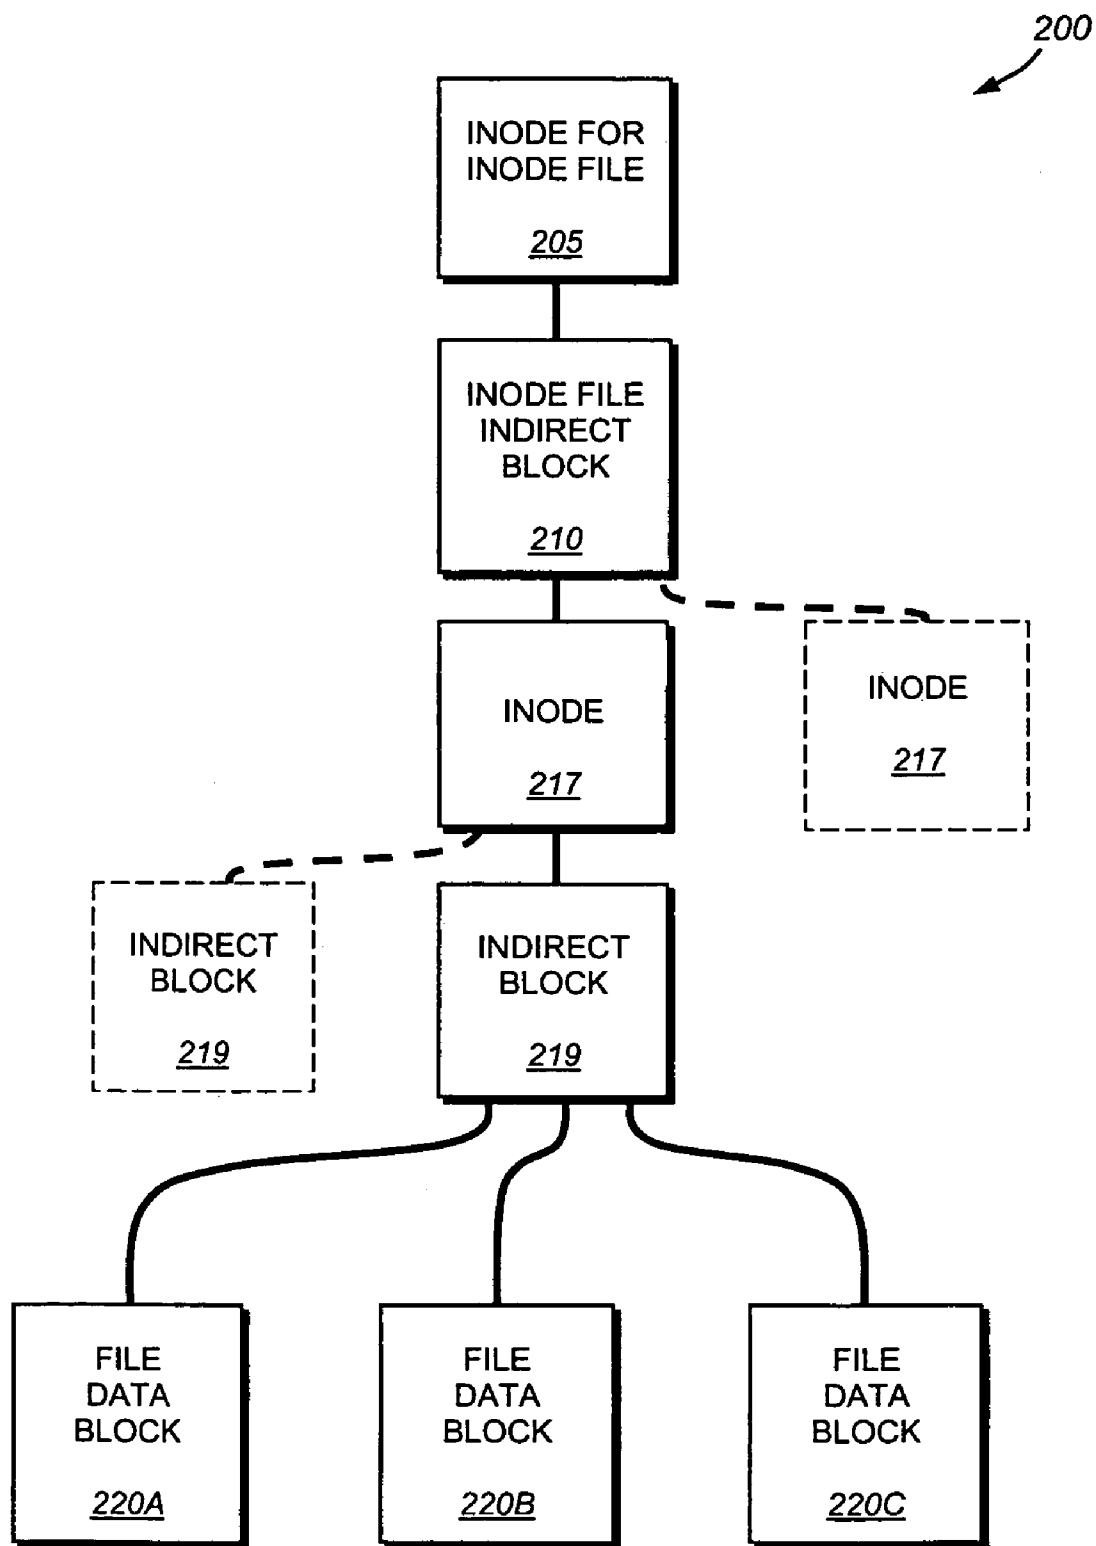 200
INODE FOR
INODE FILE
205
INODE FILE
INDIRECT
BLOCK
210
INODE
217
INODE
217
INDIRECT
BLOCK
219
INDIRECT
BLOCK
219
FILE
DATA
BLOCK
220A
FILE
DATA
BLOCK
220B
FILE
DATA
BLOCK
220C